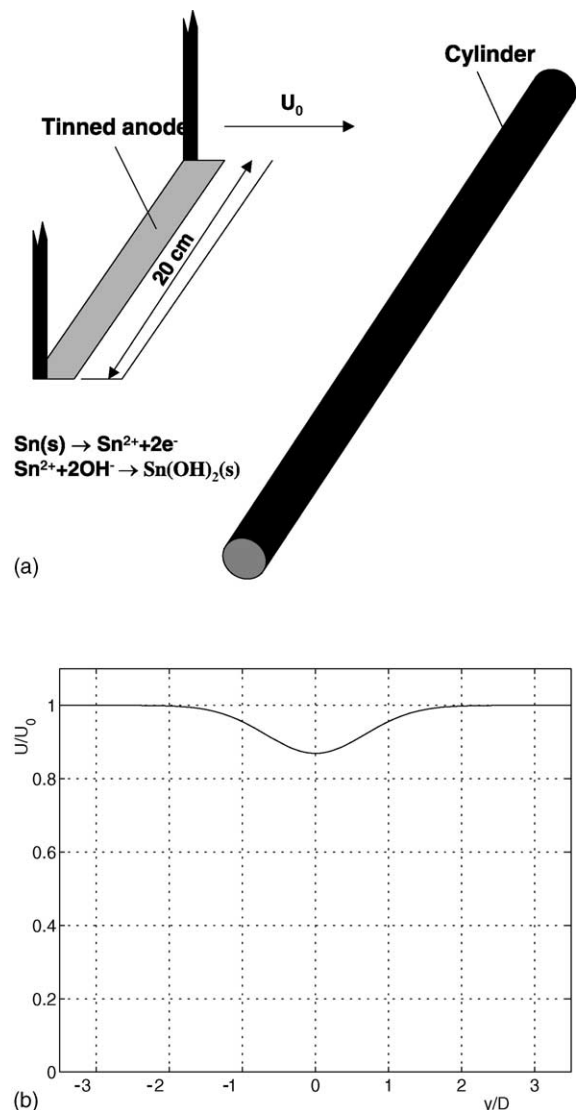 Cylinder
U₀
Tinned anode
20 cm
Sn(s) → Sn²⁺+2e⁻
Sn²⁺+2OH⁻ → Sn(OH)₂(s)
(a)
U/U₀
1
0.8
0.6
0.4
0.2
0
-3 -2 -1 0 1 2 3
y/D
(b)